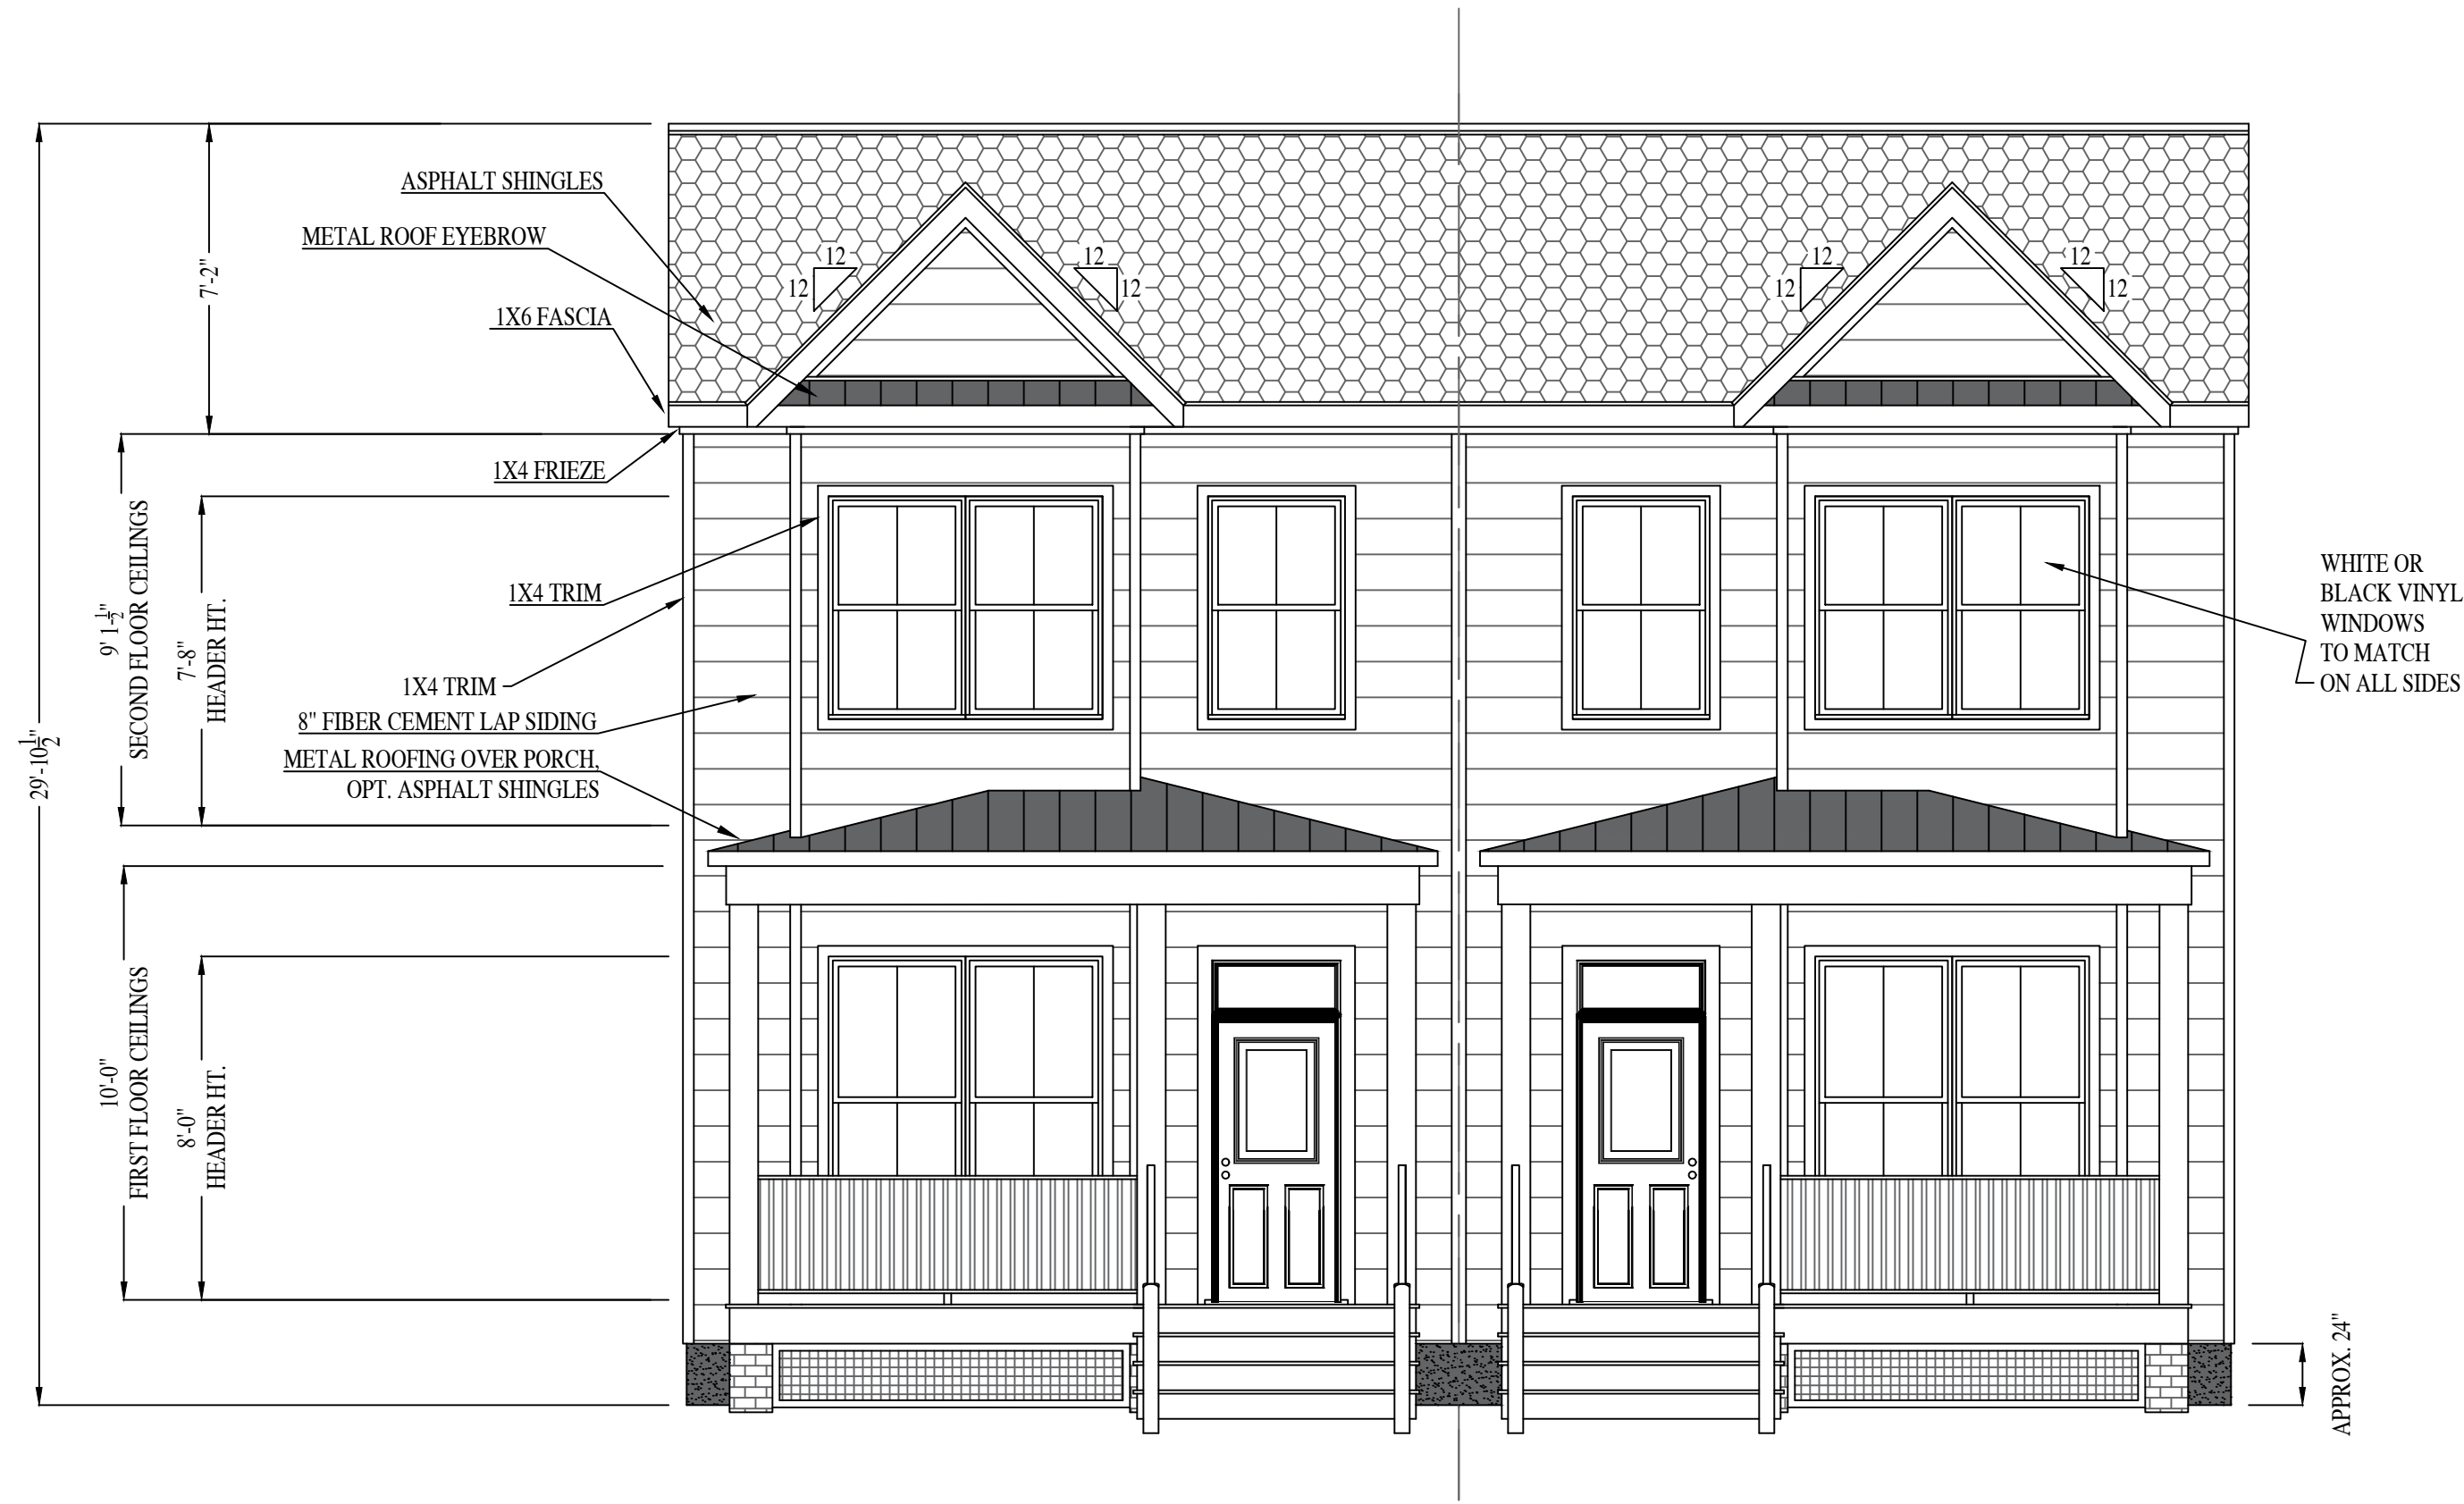 ASPHALT SHINGLES
METAL ROOF EYEBROW
1X6 FASCIA
1X4 FRIEZE
1X4 TRIM
1X4 TRIM
8" FIBER CEMENT LAP SIDING
METAL ROOFING OVER PORCH,
OPT. ASPHALT SHINGLES
29'-10 1/2"
7'-2"
9' 1-1/2"
SECOND FLOOR CEILINGS
7'-8"
HEADER HT.
10'-0"
FIRST FLOOR CEILINGS
8'-0"
HEADER HT.
12
12
12
12
12
12
12
12
WHITE OR
BLACK VINYL
WINDOWS
TO MATCH
ON ALL SIDES
APPROX. 24"